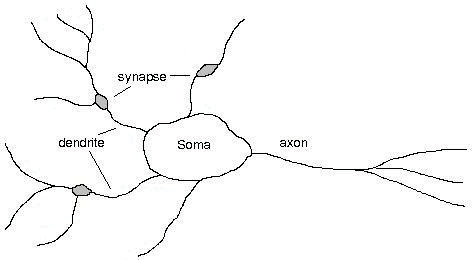 synapse
dendrite
Soma
axon